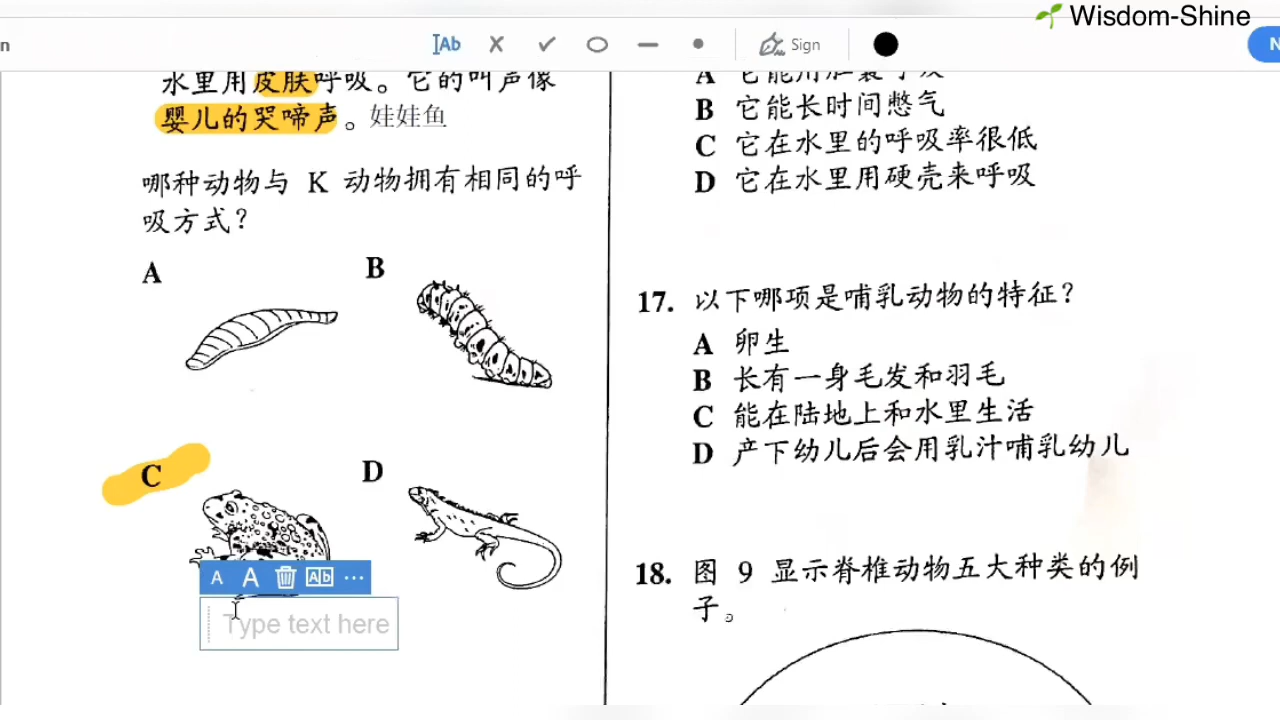 Wisdom-Shine
n
Ab
Sign
N
水里用皮肤呼吸。它的叫声像
婴儿的哭啼声。娃娃鱼
哪种动物与 K 动物拥有相同的呼
吸方式？
A
B
C
D
A A Ab ...
Type text here
A
B 它能长时间憋气
C 它在水里的呼吸率很低
D 它在水里用硬壳来呼吸
17. 以下哪项是哺乳动物的特征？
A 卵生
B 长有一身毛发和羽毛
C 能在陆地上和水里生活
D 产下幼儿后会用乳汁哺乳幼儿
18. 图 9 显示脊椎动物五大种类的例
子。